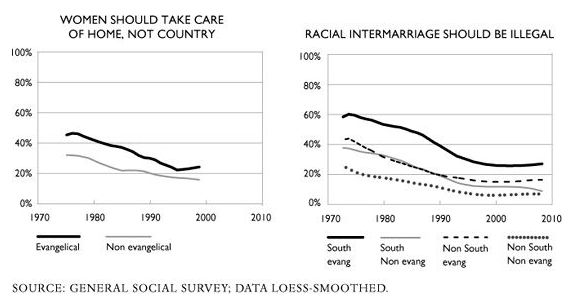 WOMEN SHOULD TAKE CARE
OF HOME, NOT COUNTRY
100%
80%
60%
40%
20%
0%
1970 1980 1990 2000 2010
Evangelical Non evangelical
RACIAL INTERMARRIAGE SHOULD BE ILLEGAL
100%
80%
60%
40%
20%
0%
1970 1980 1990 2000 2010
South South Non South Non South
evang Non evang evang Non evang
SOURCE: GENERAL SOCIAL SURVEY; DATA LOESS-SMOOTHED.